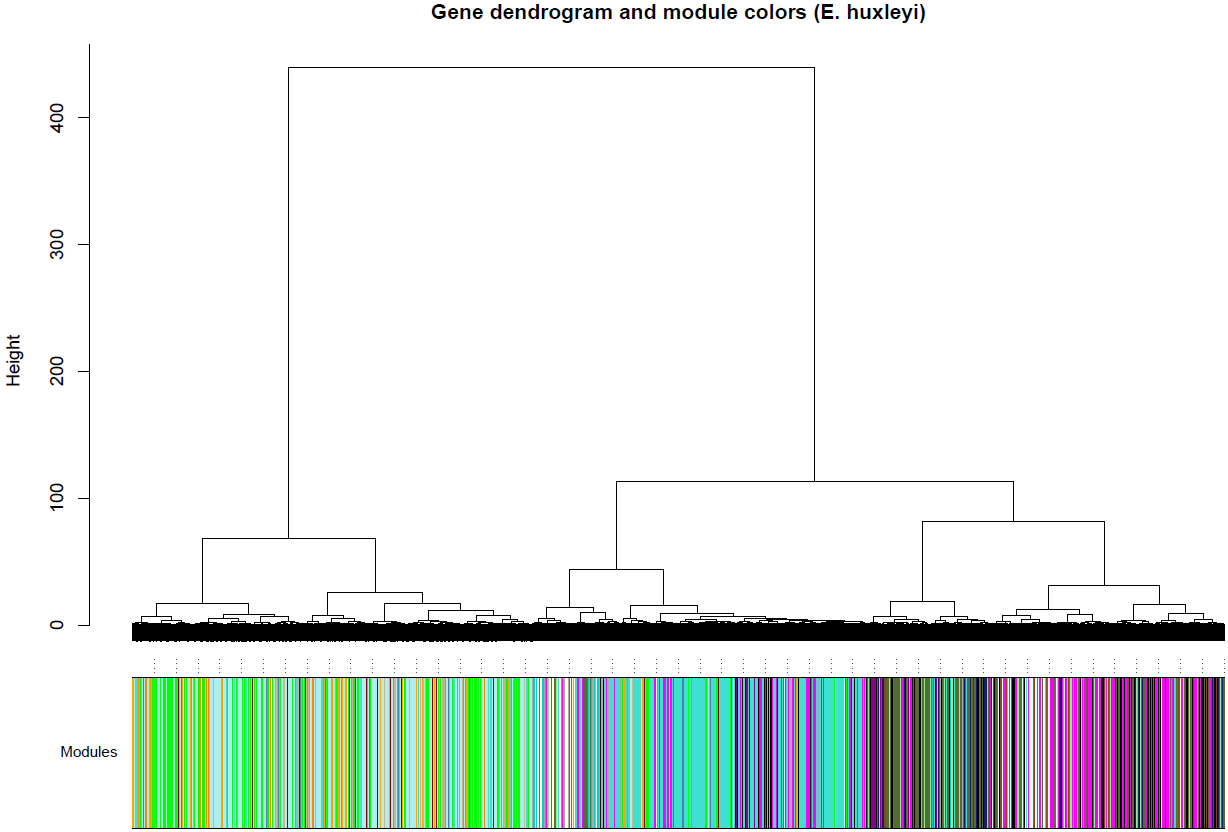 Gene dendrogram and module colors (E. huxleyi)
400
300
200
100
0
Height
Modules